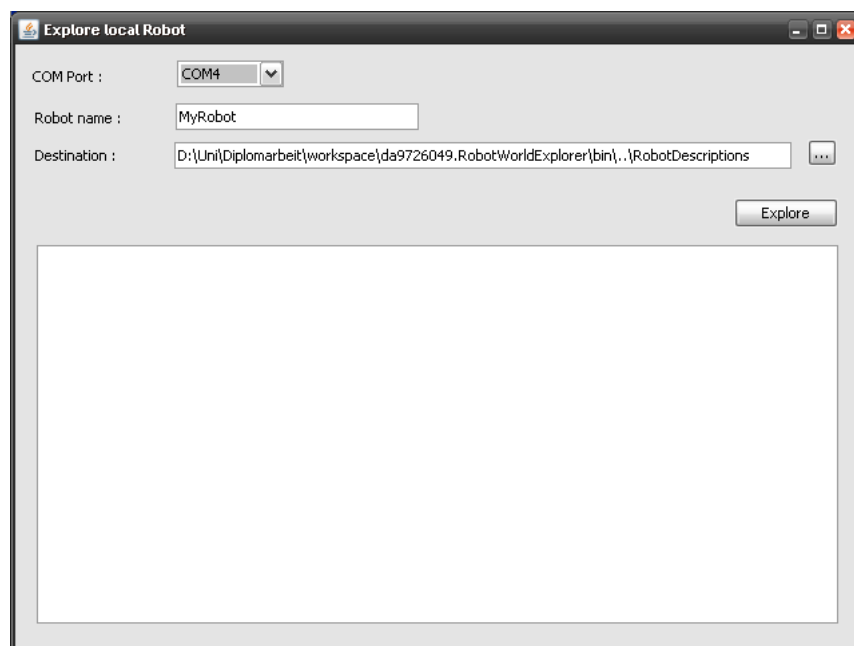 Explore local Robot
COM Port : COM4
Robot name : MyRobot
Destination : D:\Uni\Diplomarbeit\workspace\da9726049.RobotWorldExplorer\bin\..\RobotDescriptions ...
Explore